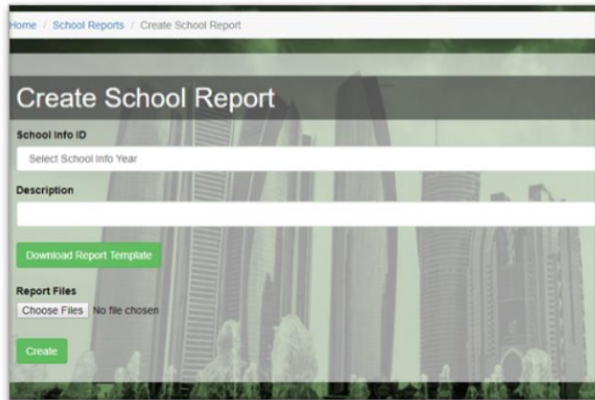 Home / School Reports / Create School Report
Create School Report
School Info ID
Select School Info Year
Description
Download Report Template
Report Files
Choose Files No file chosen
Create